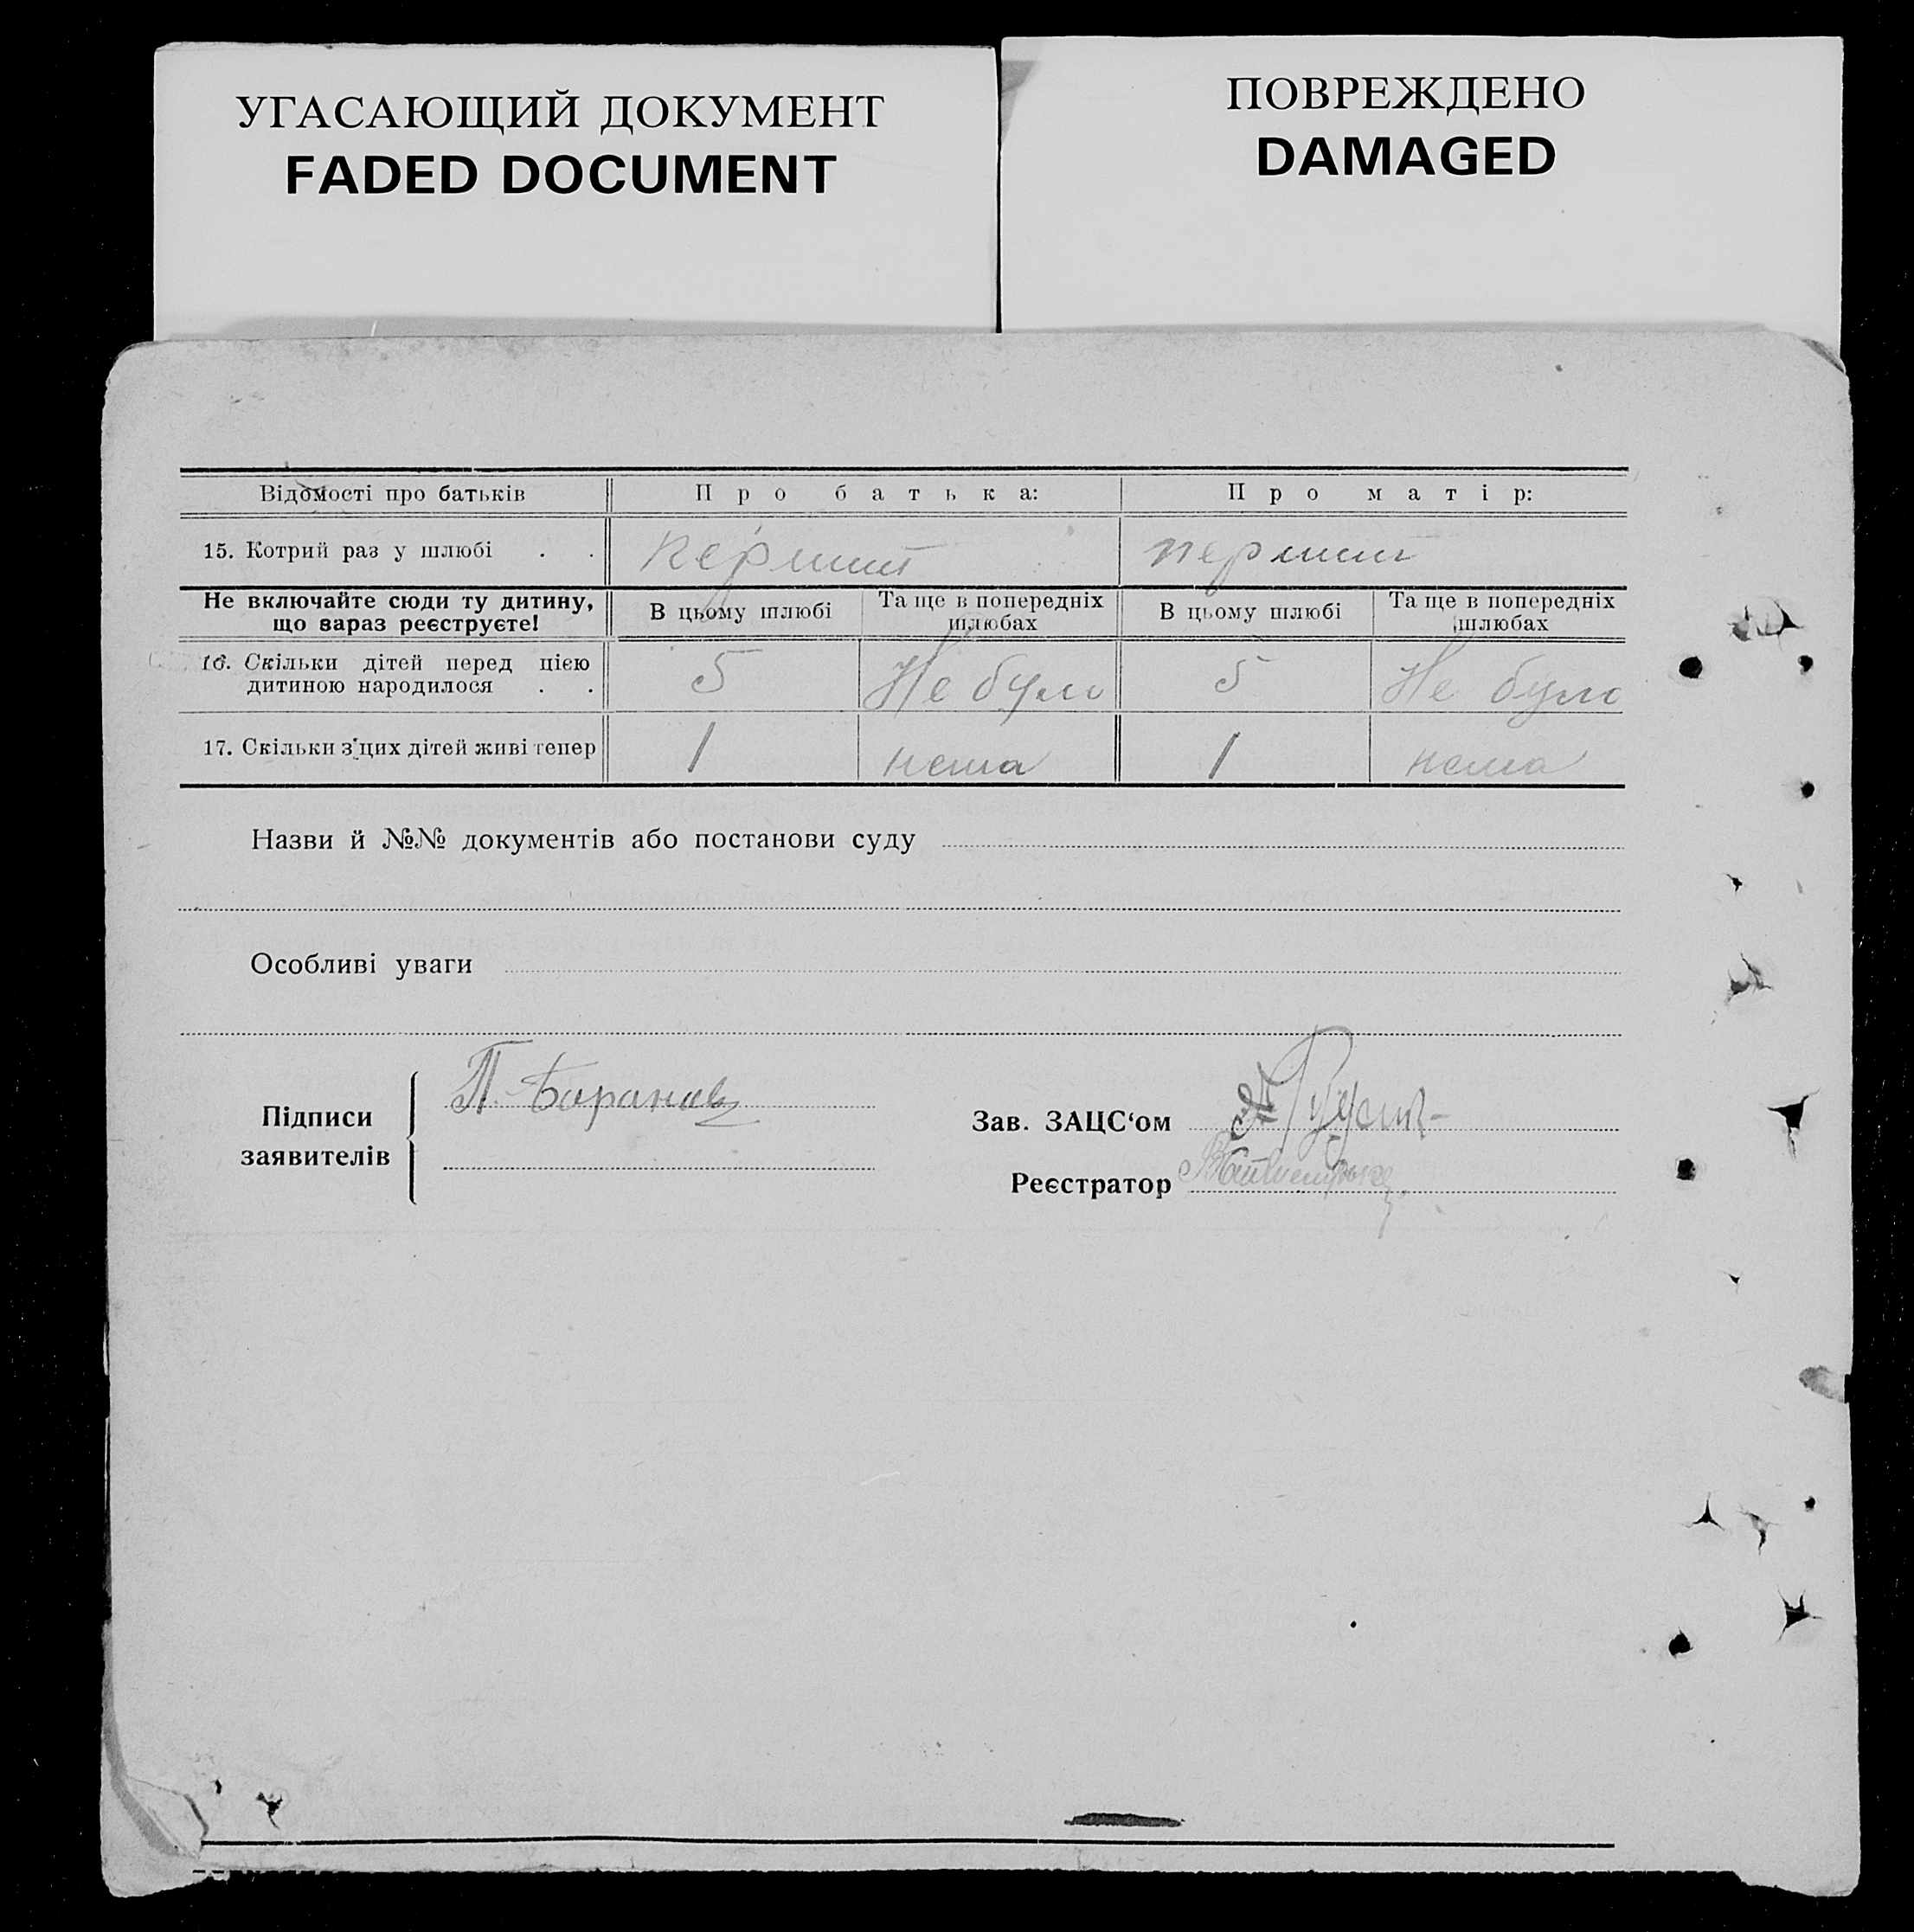 УГАСАЮЩИЙ ДОКУМЕНТ
FADED DOCUMENT
ПОВРЕЖДЕНО
DAMAGED
Відомості про батьків Про батька: Про матір:
15. Котрий раз у шлюбі . . перший перший
Не включайте сюди ту дитину, що вараз реєструєте! В цьому шлюбі Та ще в попередніх шлюбах В цьому шлюбі Та ще в попередніх шлюбах
16. Скільки дітей перед цією дитиною народилося . . 5 Не було 5 Не було
17. Скільки з'цих дітей живі тепер 1 нема 1 нема
Назви й №№ документів або постанови суду
Особливі уваги
Підписи заявителів П. Баранов
Зав. ЗАЦС‘ом
Реєстратор